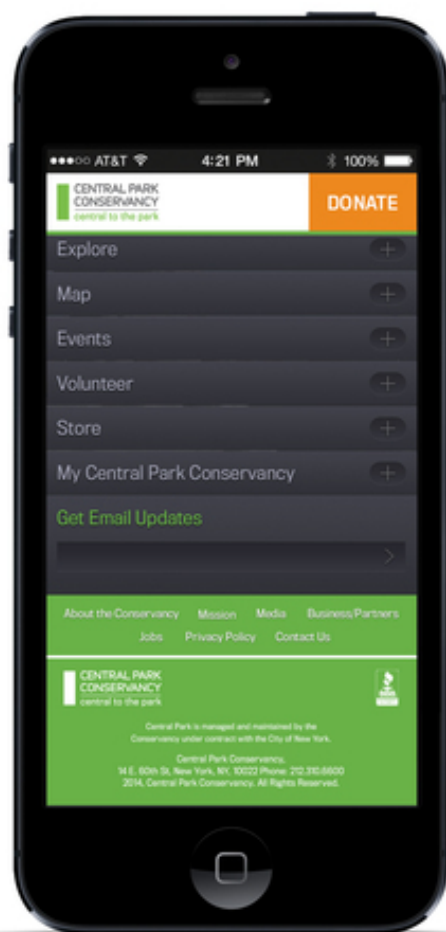 AT&T 4:21 PM 100%
CENTRAL PARK
CONSERVANCY
central to the park
DONATE
Explore
Map
Events
Volunteer
Store
My Central Park Conservancy
Get Email Updates
About the Conservancy Mission Media Business/Partners
Jobs Privacy Policy Contact Us
CENTRAL PARK
CONSERVANCY
central to the park
Central Park is managed and maintained by the
Conservancy under contract with the City of New York.
Central Park Conservancy,
14 E. 60th St, New York, NY, 10022 Phone: 212.310.6600
2014, Central Park Conservancy. All Rights Reserved.